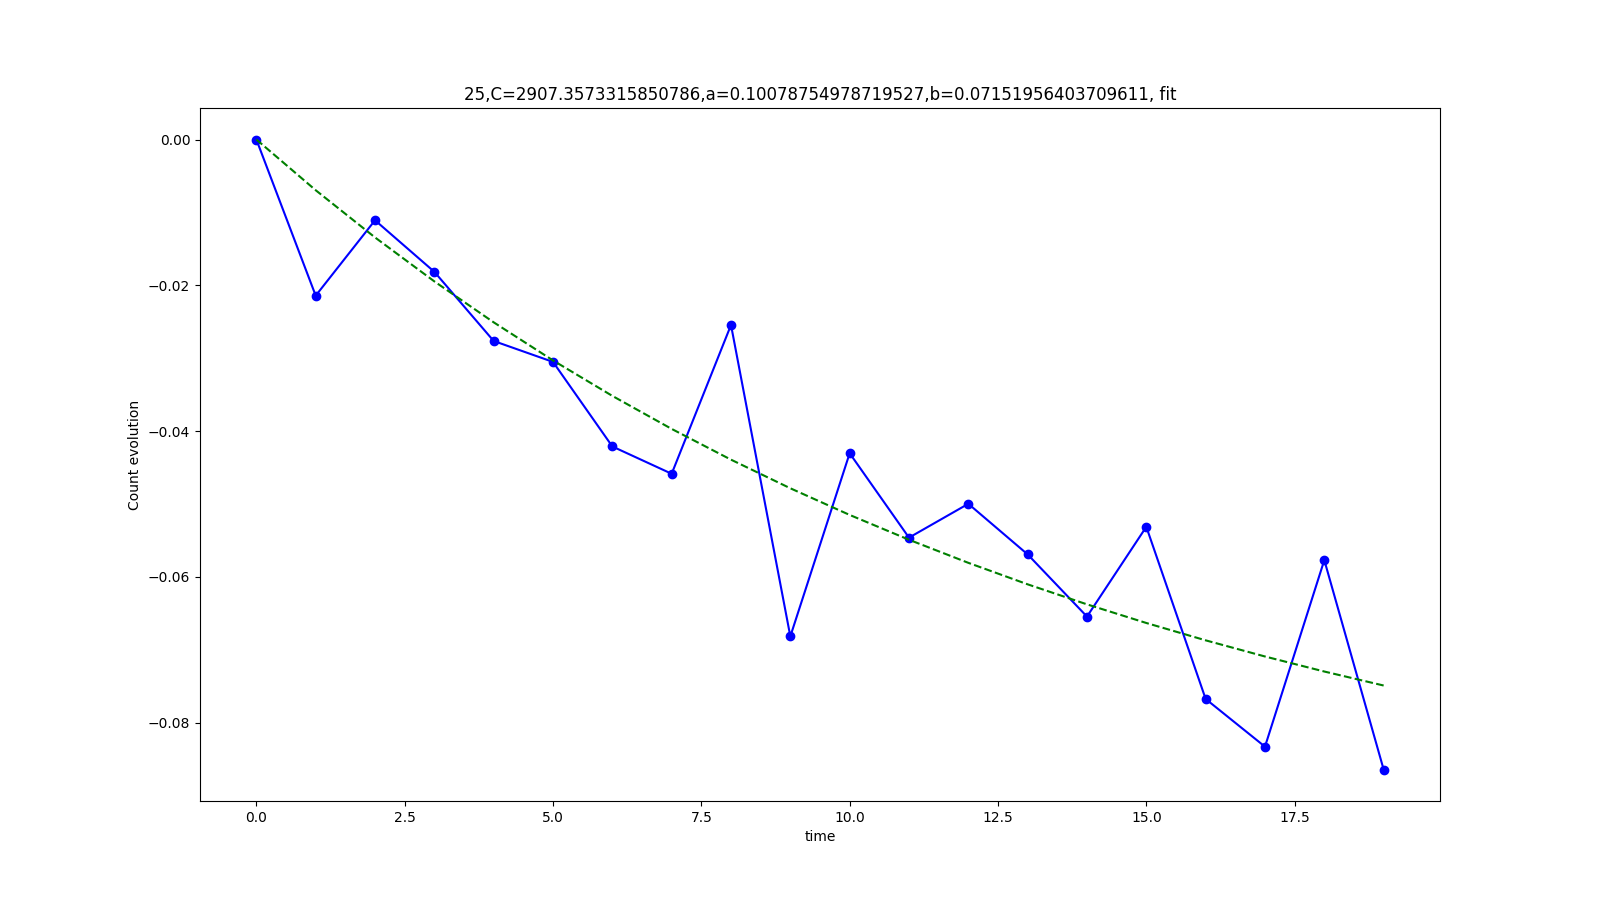 25,C=2907.3573315850786,a=0.10078754978719527,b=0.07151956403709611, fit
0.00
−0.02
−0.04
−0.06
−0.08
Count evolution
0.0 2.5 5.0 7.5 10.0 12.5 15.0 17.5
time